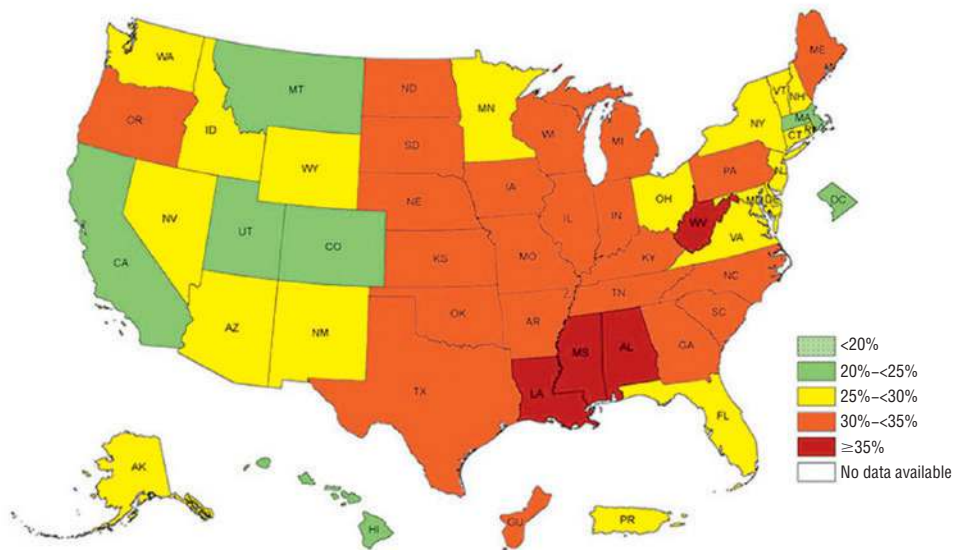 WA
MT
ND
MN
ME
OR
ID
SD
WI
MI
VT
NH
NY
MA
CT
WY
NE
IA
PA
NJ
NV
UT
CO
IL
IN
OH
MD
DE
DC
WV
VA
CA
KS
MO
KY
NC
TN
AZ
NM
OK
AR
SC
MS
AL
GA
TX
LA
FL
AK
HI
GU
PR
<20%
20%–<25%
25%–<30%
30%–<35%
≥35%
No data available